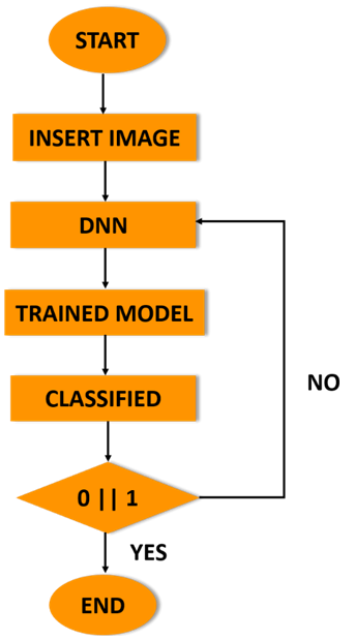 START
INSERT IMAGE
DNN
TRAINED MODEL
CLASSIFIED
NO
0 || 1
YES
END